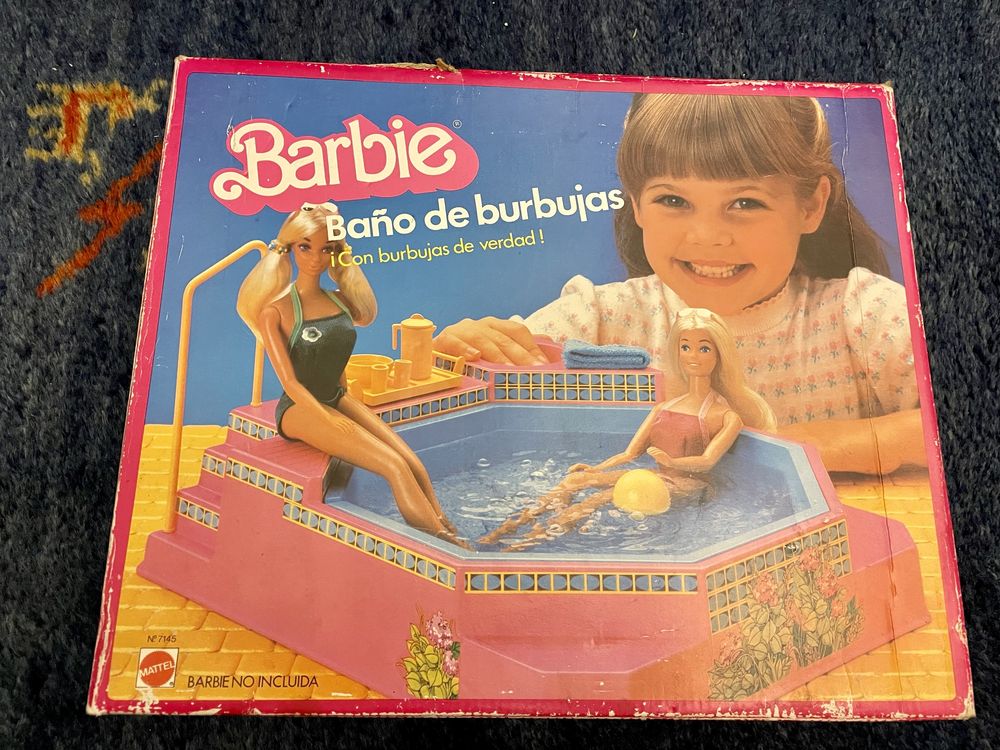 Barbie®
Baño de burbujas
¡Con burbujas de verdad!
Nº 7145
MATTEL
BARBIE NO INCLUIDA